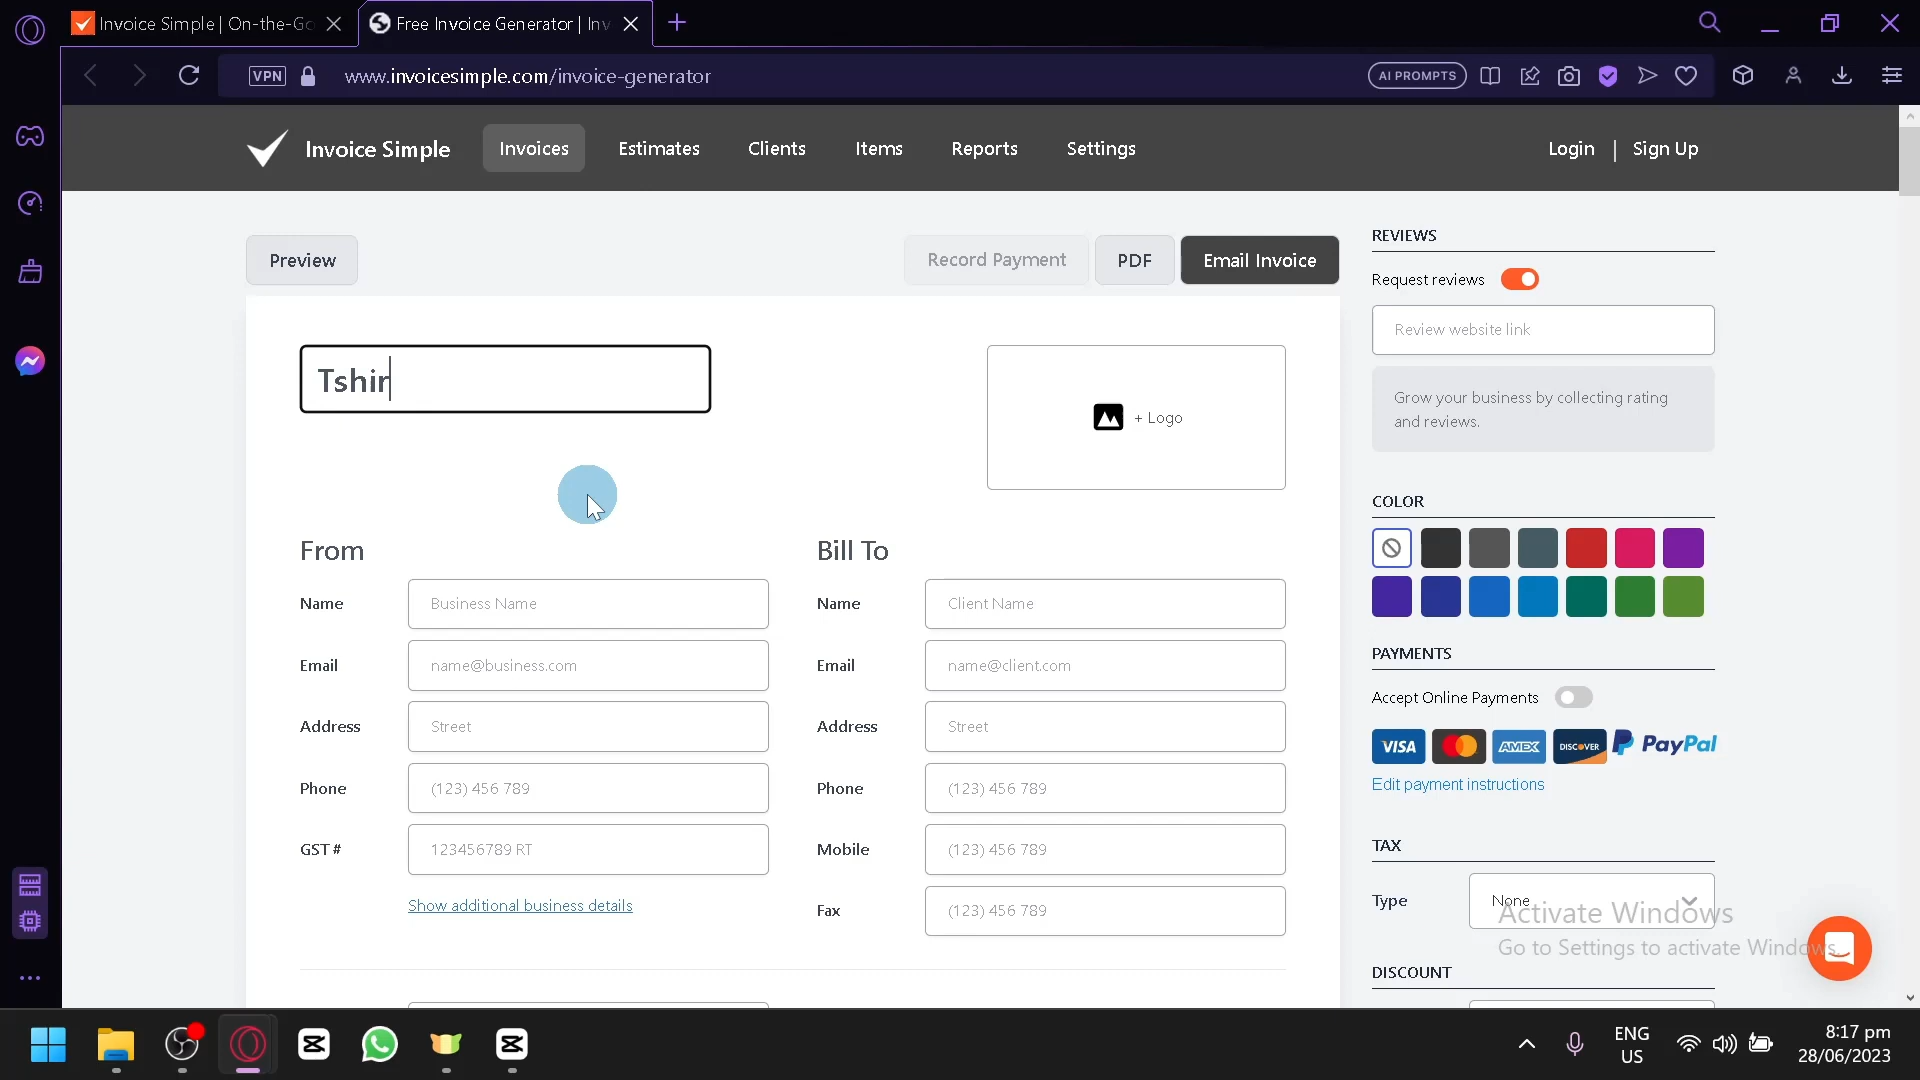 Invoice Simple | On-the-Go
Free Invoice Generator | Inv
VPN
www.invoicesimple.com/invoice-generator
AI PROMPTS
Invoice Simple
Invoices
Estimates
Clients
Items
Reports
Settings
Login | Sign Up
Preview
Record Payment
PDF
Email Invoice
Tshir
+ Logo
From
Name
Business Name
Email
name@business.com
Address
Street
Phone
(123) 456 789
GST #
123456789 RT
Show additional business details
Bill To
Name
Client Name
Email
name@client.com
Address
Street
Phone
(123) 456 789
Mobile
(123) 456 789
Fax
(123) 456 789
REVIEWS
Request reviews
Review website link
Grow your business by collecting rating
and reviews.
COLOR
PAYMENTS
Accept Online Payments
VISA
AMEX
DISCOVER
PayPal
Edit payment instructions
TAX
Type
None
Activate Windows
Go to Settings to activate Windows.
DISCOUNT
ENG
US
8:17 pm
28/06/2023